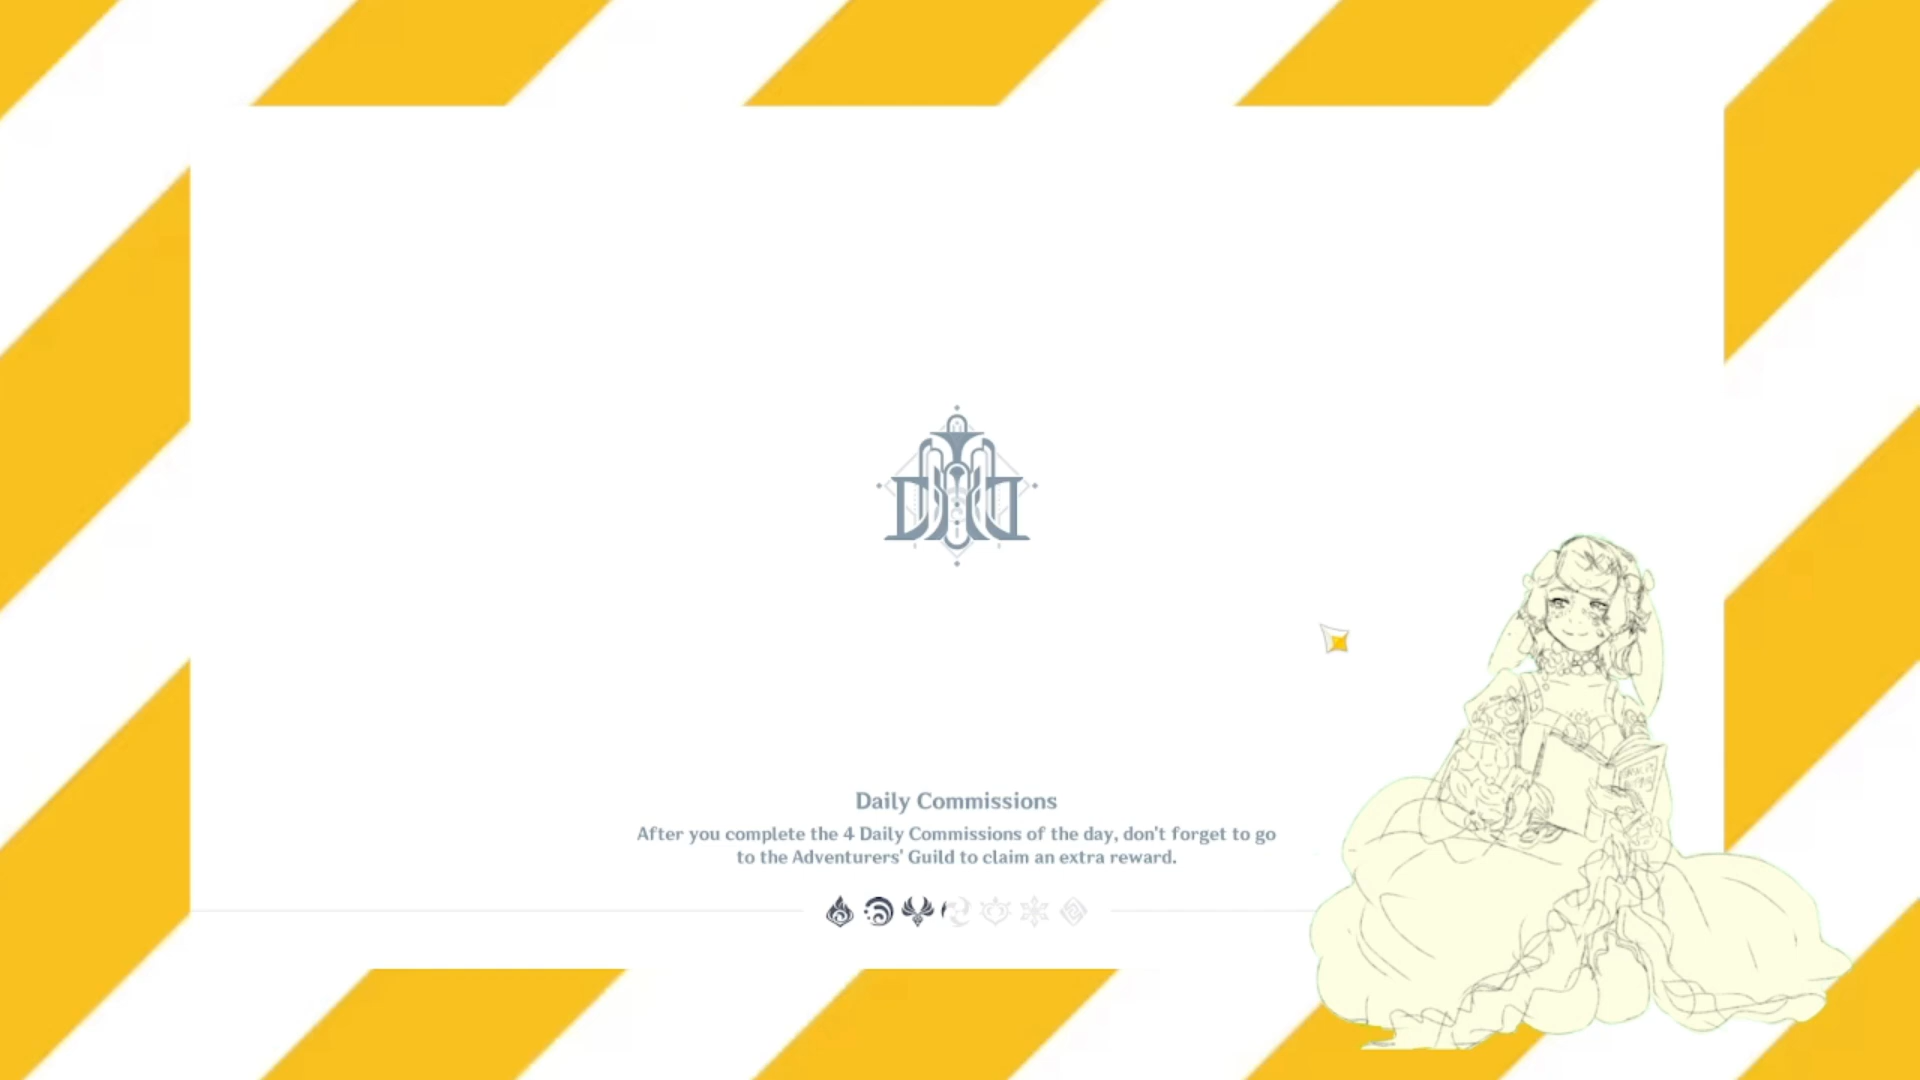 Daily Commissions
After you complete the 4 Daily Commissions of the day, don't forget to go
to the Adventurers' Guild to claim an extra reward.